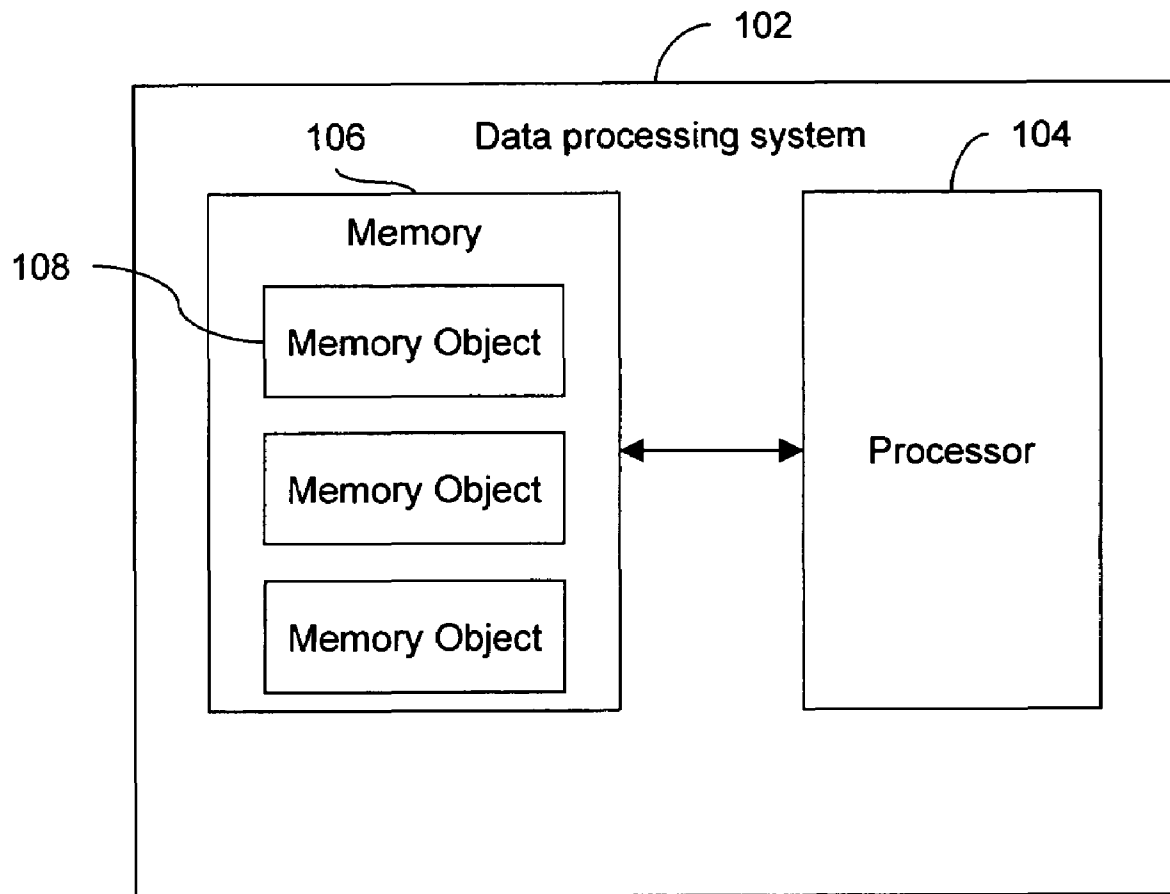 102
Data processing system
106
104
Memory
108
Memory Object
Memory Object
Processor
Memory Object